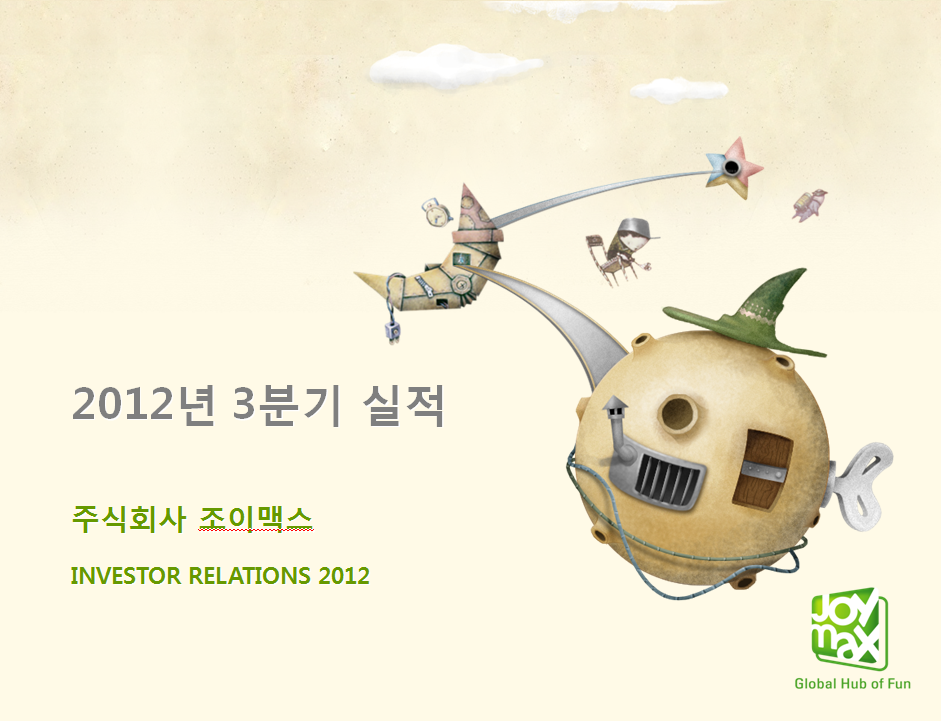 2012년 3분기 실적
주식회사 조이맥스
INVESTOR RELATIONS 2012
JOY
maX
Global Hub of Fun